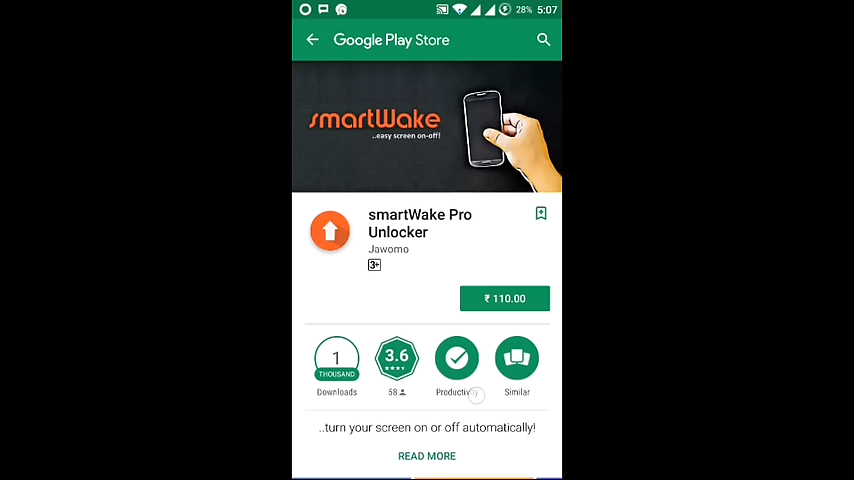 28% 5:07
Google Play Store
smartWake
..easy screen on-off!
smartWake Pro
Unlocker
Jawomo
3+
₹ 110.00
1
THOUSAND
Downloads
3.6
58
Productivity
Similar
..turn your screen on or off automatically!
READ MORE